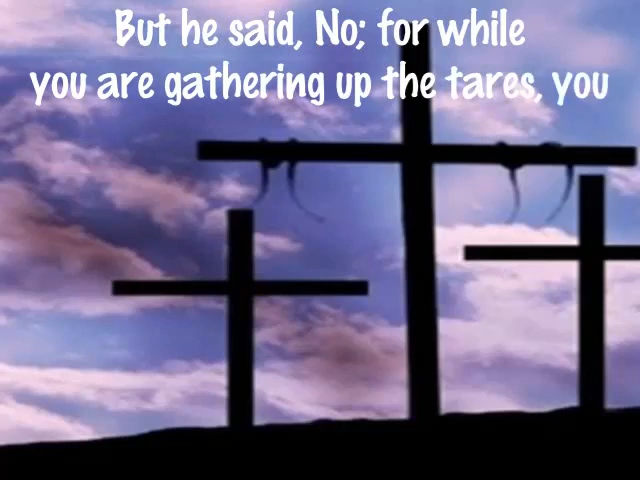 But he said, No; for while
you are gathering up the tares, you